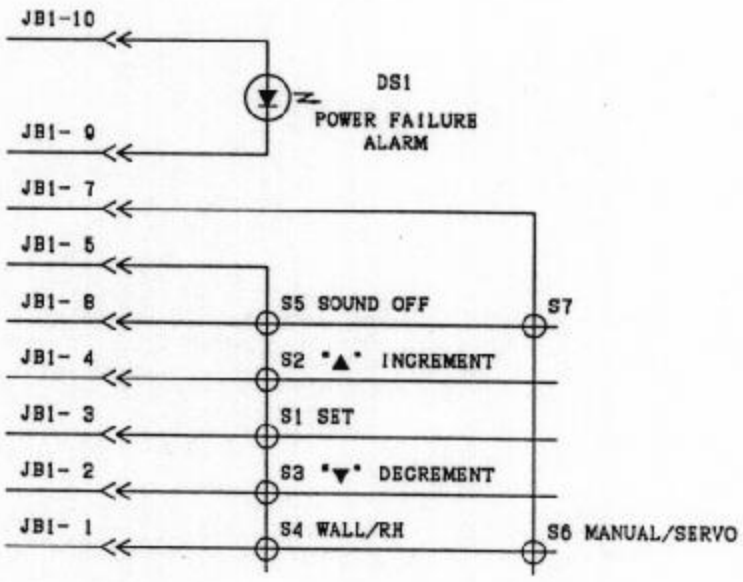 JB1-10
DS1
POWER FAILURE
ALARM
JB1- 9
JB1- 7
JB1- 5
JB1- 8
S5 SOUND OFF
S7
JB1- 4
S2 "▲" INCREMENT
JB1- 3
S1 SET
JB1- 2
S3 "▼" DECREMENT
JB1- 1
S4 WALL/RH
S6 MANUAL/SERVO